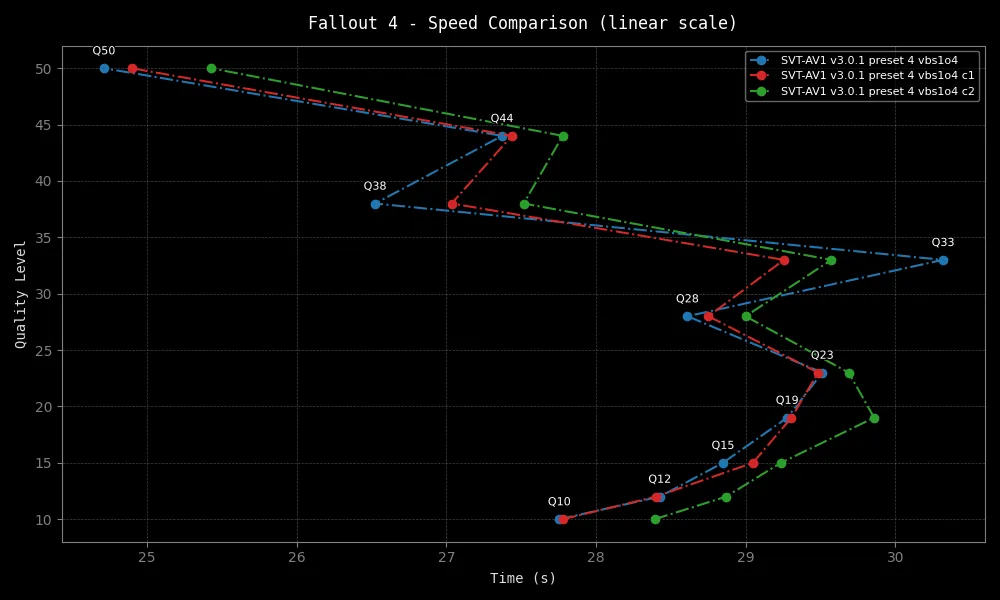 Fallout 4 - Speed Comparison (linear scale)
SVT-AV1 v3.0.1 preset 4 vbs1o4
SVT-AV1 v3.0.1 preset 4 vbs1o4 c1
SVT-AV1 v3.0.1 preset 4 vbs1o4 c2
Q50
Q44
Q38
Q33
Q28
Q23
Q19
Q15
Q12
Q10
Quality Level
50
45
40
35
30
25
20
15
10
25 26 27 28 29 30
Time (s)